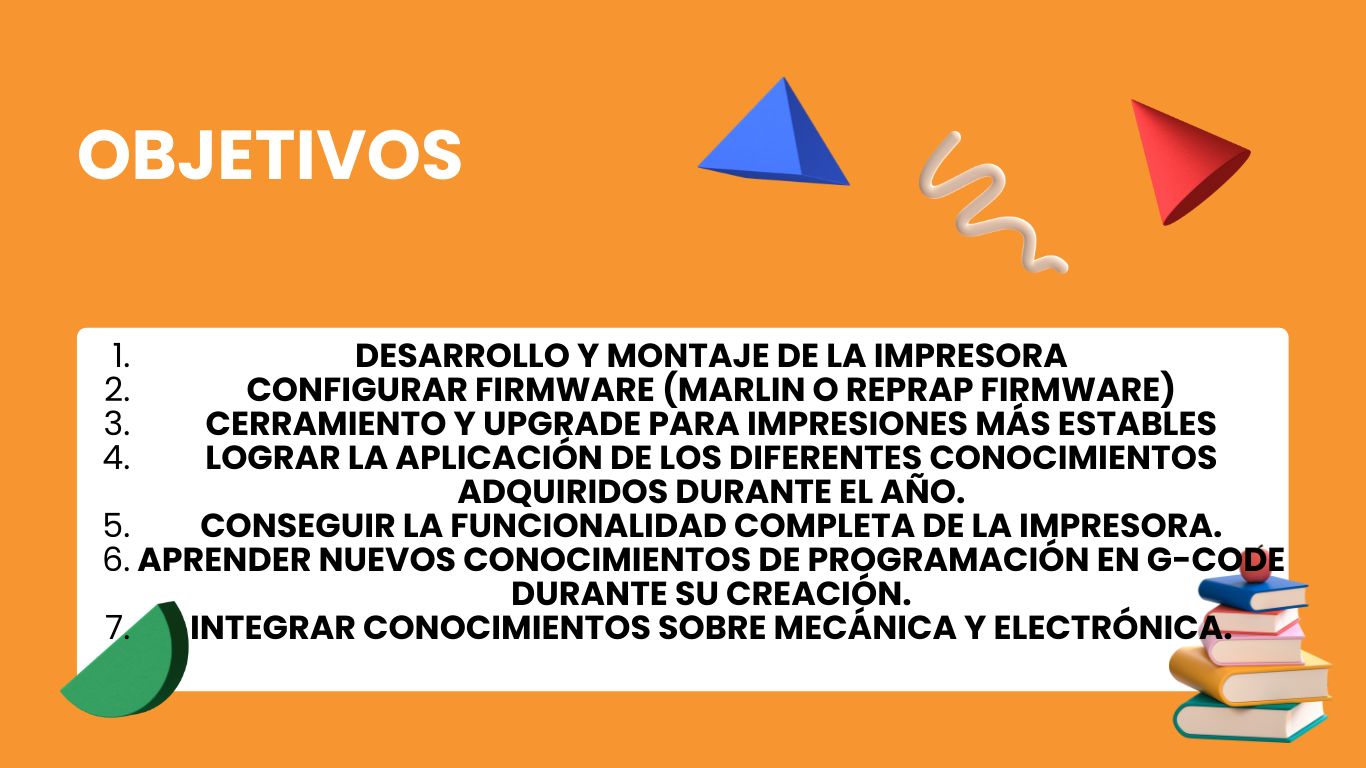 OBJETIVOS
1. DESARROLLO Y MONTAJE DE LA IMPRESORA
2. CONFIGURAR FIRMWARE (MARLIN O REPRAP FIRMWARE)
3. CERRAMIENTO Y UPGRADE PARA IMPRESIONES MÁS ESTABLES
4. LOGRAR LA APLICACIÓN DE LOS DIFERENTES CONOCIMIENTOS
ADQUIRIDOS DURANTE EL AÑO.
5. CONSEGUIR LA FUNCIONALIDAD COMPLETA DE LA IMPRESORA.
6. APRENDER NUEVOS CONOCIMIENTOS DE PROGRAMACIÓN EN G-CODE
DURANTE SU CREACIÓN.
7. INTEGRAR CONOCIMIENTOS SOBRE MECÁNICA Y ELECTRÓNICA.